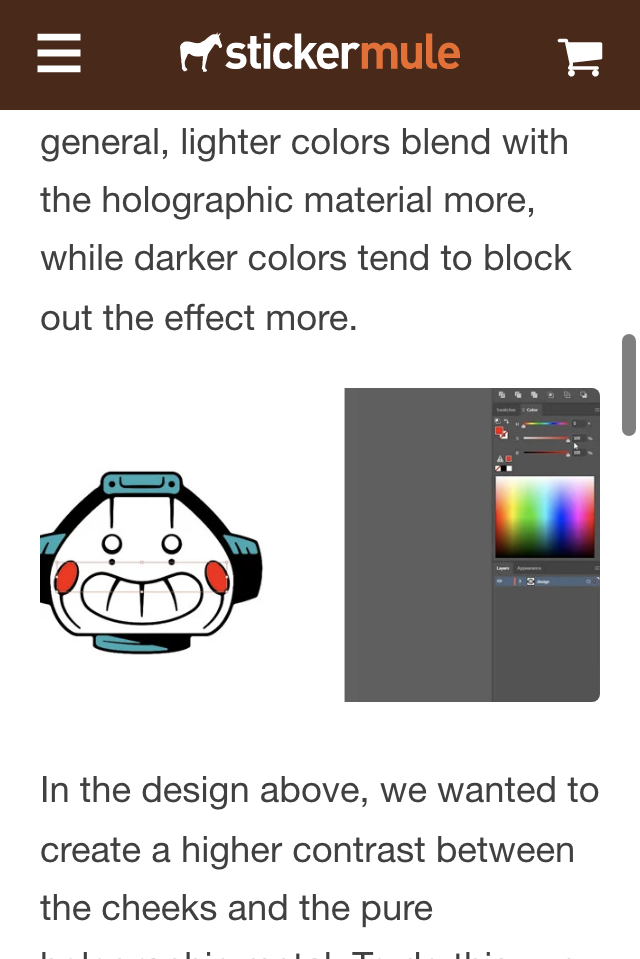 stickermule
general, lighter colors blend with
the holographic material more,
while darker colors tend to block
out the effect more.
Swatches Color
Layers Appearance
design
In the design above, we wanted to
create a higher contrast between
the cheeks and the pure